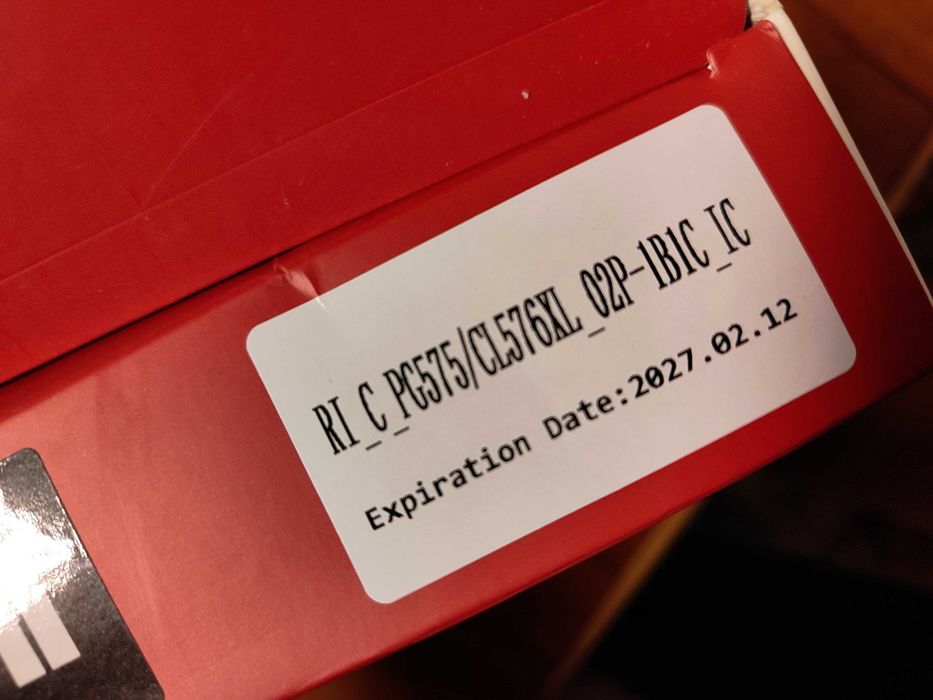 RI_C_PG575/CL576XL_02P-1B1C_IC
Expiration Date:2027.02.12